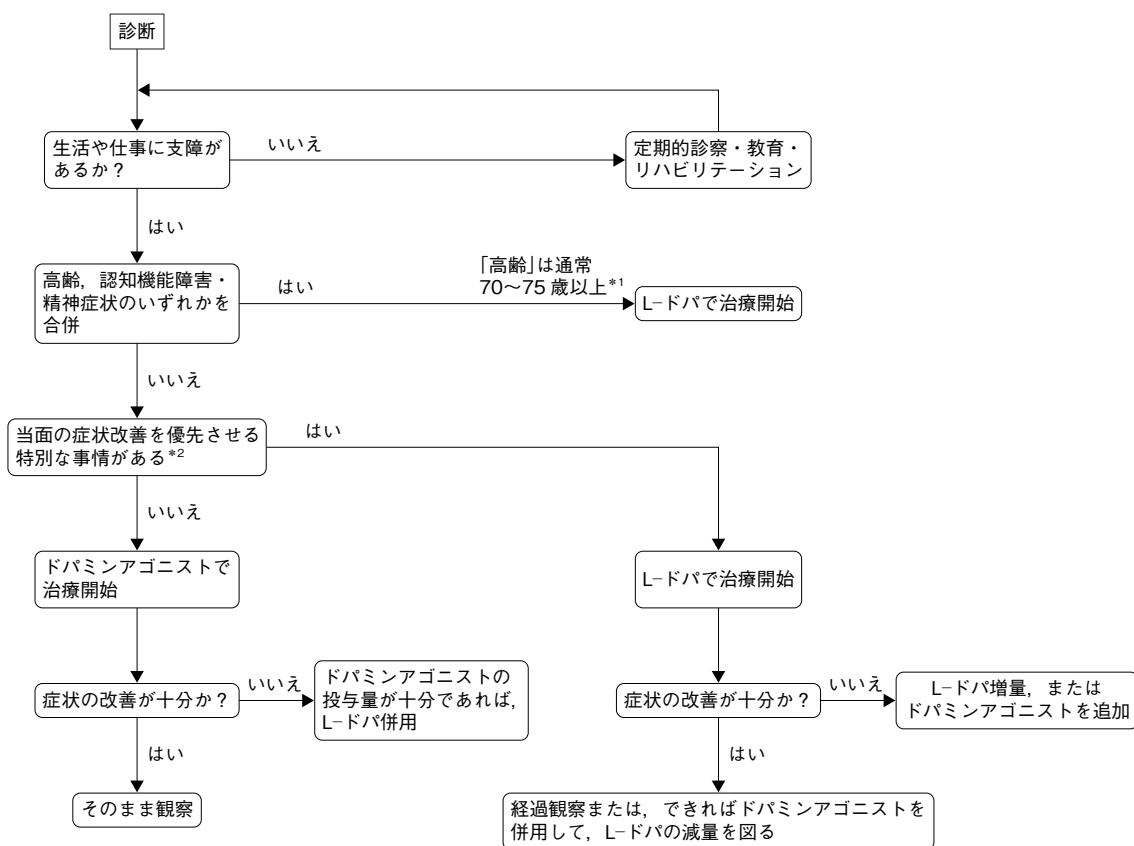 診断
生活や仕事に支障が
あるか？
いいえ
定期的診察・教育・
リハビリテーション
はい
高齢，認知機能障害・
精神症状のいずれかを
合併
はい
「高齢」は通常
70〜75 歳以上*1
L−ドパで治療開始
いいえ
当面の症状改善を優先させる
特別な事情がある*2
はい
いいえ
ドパミンアゴニストで
治療開始
L−ドパで治療開始
症状の改善が十分か？
いいえ
ドパミンアゴニストの
投与量が十分であれば，
L−ドパ併用
症状の改善が十分か？
いいえ
L−ドパ増量，または
ドパミンアゴニストを追加
はい
そのまま観察
はい
経過観察または，できればドパミンアゴニストを
併用して，L−ドパの減量を図る